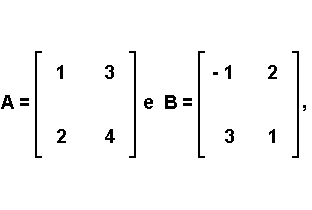 1 3 -1 2
A = e B = ,
2 4 3 1